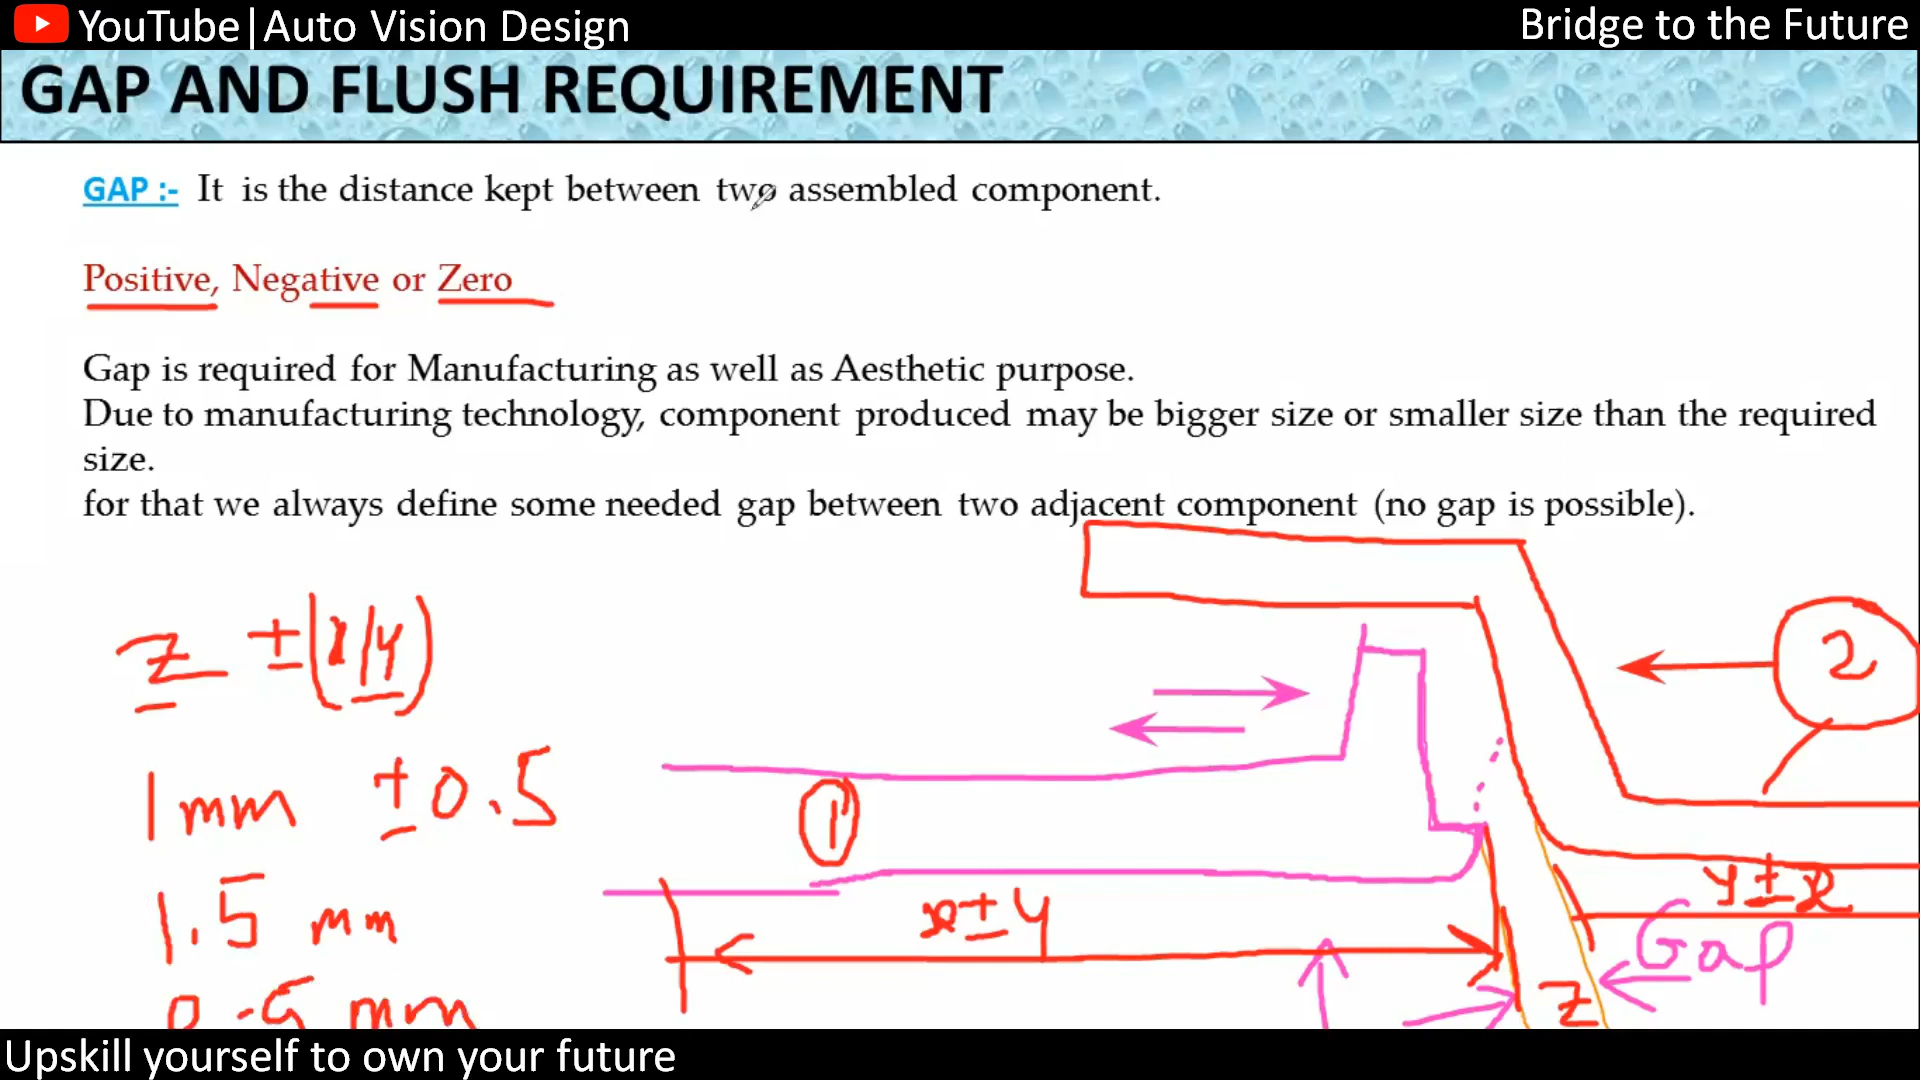 YouTube|Auto Vision Design
Bridge to the Future
GAP AND FLUSH REQUIREMENT
GAP :- It is the distance kept between two assembled component.
Positive, Negative or Zero
Gap is required for Manufacturing as well as Aesthetic purpose.
Due to manufacturing technology, component produced may be bigger size or smaller size than the required
size.
for that we always define some needed gap between two adjacent component (no gap is possible).
z ± (x/y)
2
1mm ± 0.5
1
1.5 mm
x ± y
y ± x
Gap
0.5 mm
z
Upskill yourself to own your future